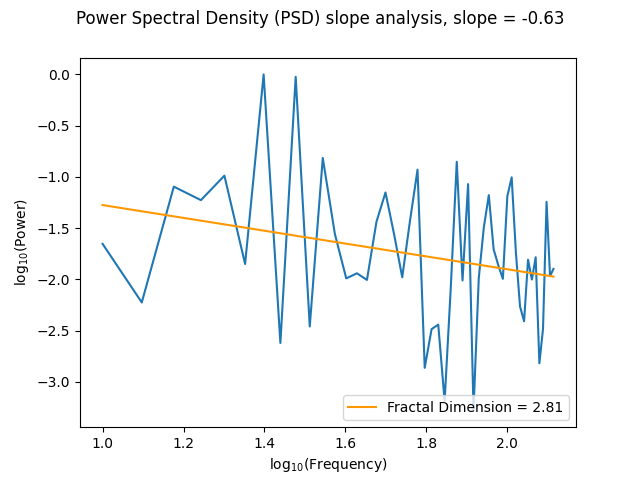 Power Spectral Density (PSD) slope analysis, slope = -0.63
0.0
−0.5
−1.0
−1.5
−2.0
−2.5
−3.0
log₁₀(Power)
Fractal Dimension = 2.81
1.0 1.2 1.4 1.6 1.8 2.0
log₁₀(Frequency)